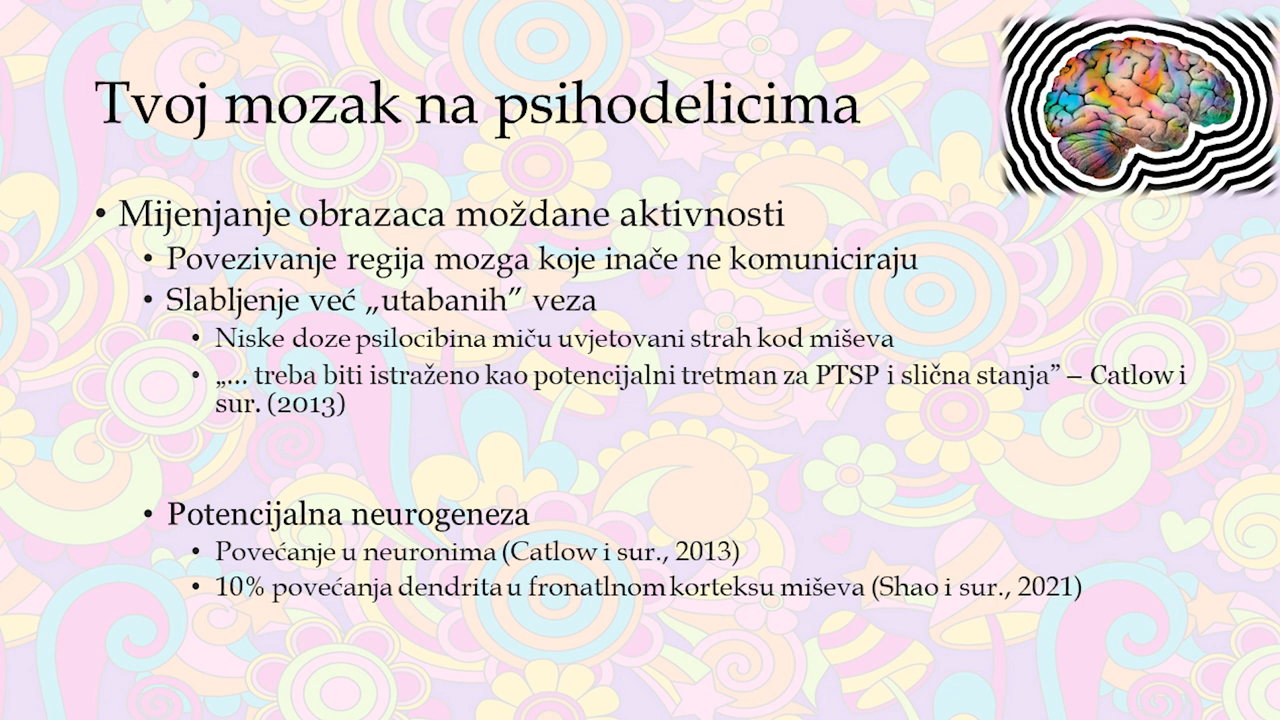 Tvoj mozak na psihodelicima
• Mijenjanje obrazaca moždane aktivnosti
• Povezivanje regija mozga koje inače ne komuniciraju
• Slabljenje već „utabanih” veza
• Niske doze psilocibina miču uvjetovani strah kod miševa
• „… treba biti istraženo kao potencijalni tretman za PTSP i slična stanja” – Catlow i
sur. (2013)
• Potencijalna neurogeneza
• Povećanje u neuronima (Catlow i sur., 2013)
• 10% povećanja dendrita u fronatlnom korteksu miševa (Shao i sur., 2021)